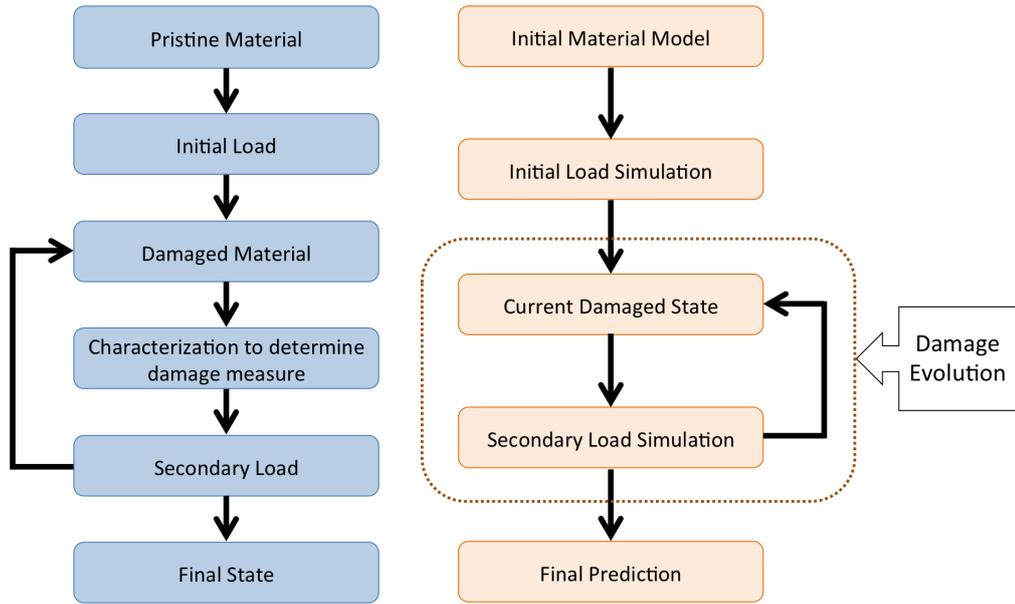 Pristine Material
Initial Load
Damaged Material
Characterization to determine
damage measure
Secondary Load
Final State
Initial Material Model
Initial Load Simulation
Current Damaged State
Secondary Load Simulation
Final Prediction
Damage
Evolution